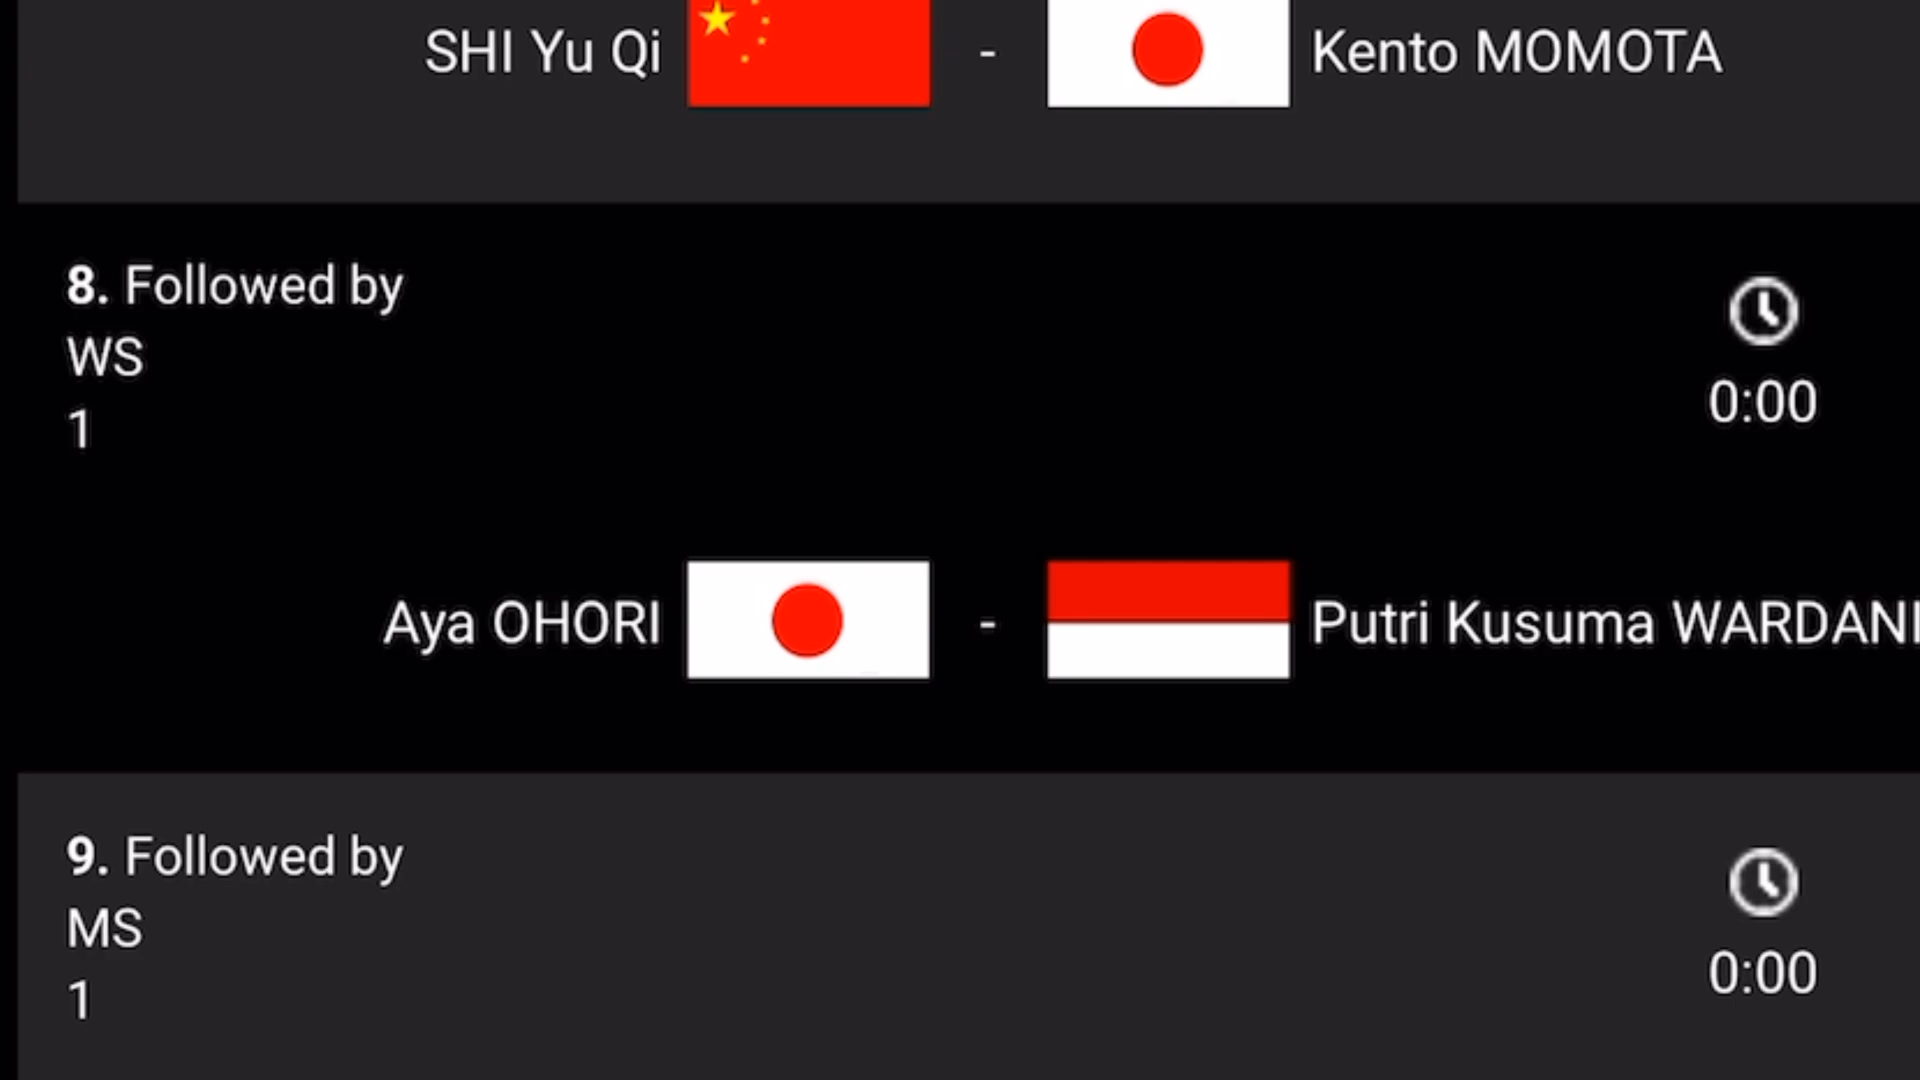 SHI Yu Qi - Kento MOMOTA
8. Followed by
WS
1
0:00
Aya OHORI - Putri Kusuma WARDANI
9. Followed by
MS
1
0:00